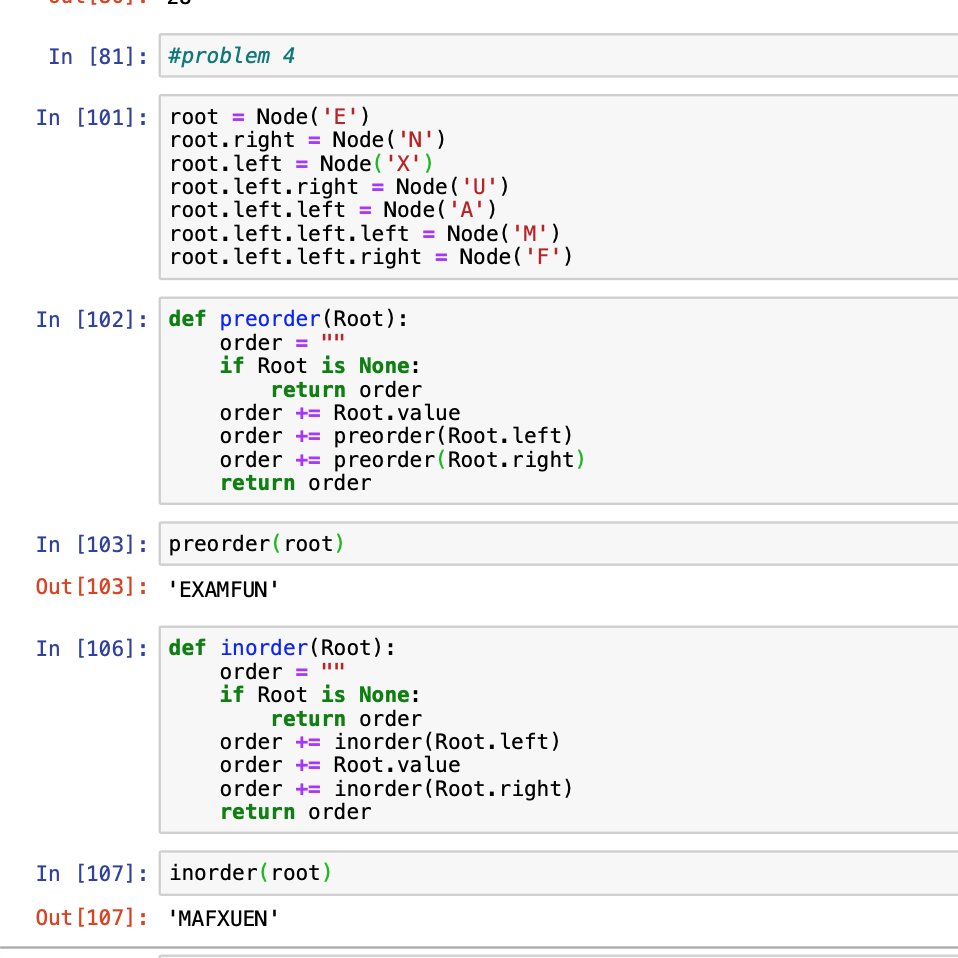 Out[80]: 28
In [81]: #problem 4
In [101]: root = Node('E')
root.right = Node('N')
root.left = Node('X')
root.left.right = Node('U')
root.left.left = Node('A')
root.left.left.left = Node('M')
root.left.left.right = Node('F')
In [102]: def preorder(Root):
    order = ""
    if Root is None:
        return order
    order += Root.value
    order += preorder(Root.left)
    order += preorder(Root.right)
    return order
In [103]: preorder(root)
Out[103]: 'EXAMFUN'
In [106]: def inorder(Root):
    order = ""
    if Root is None:
        return order
    order += inorder(Root.left)
    order += Root.value
    order += inorder(Root.right)
    return order
In [107]: inorder(root)
Out[107]: 'MAFXUEN'